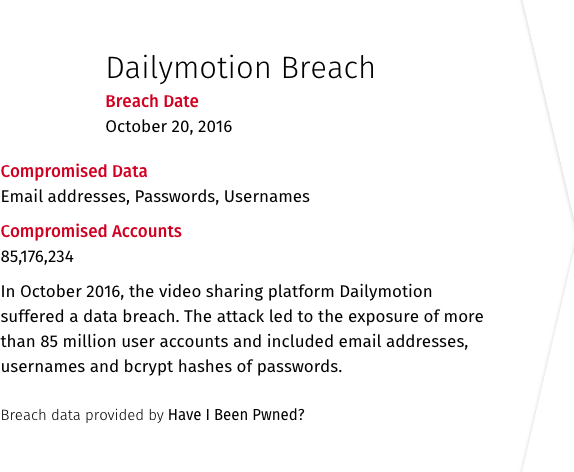 Dailymotion Breach
Breach Date
October 20, 2016
Compromised Data
Email addresses, Passwords, Usernames
Compromised Accounts
85,176,234
In October 2016, the video sharing platform Dailymotion
suffered a data breach. The attack led to the exposure of more
than 85 million user accounts and included email addresses,
usernames and bcrypt hashes of passwords.
Breach data provided by Have I Been Pwned?